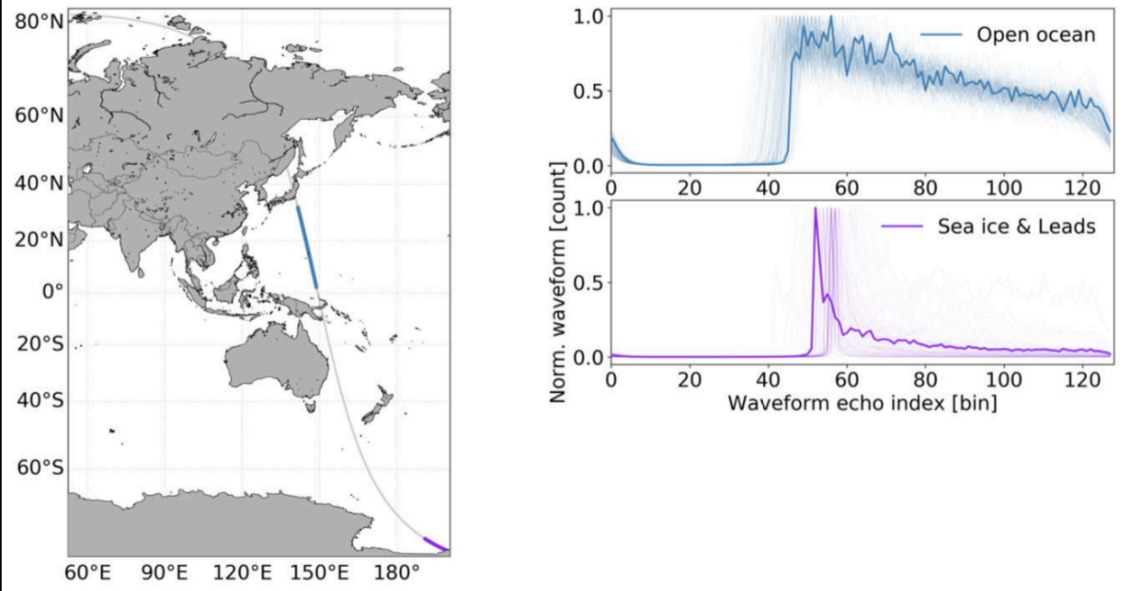 80°N
60°N
40°N
20°N
0°
20°S
40°S
60°S
60°E 90°E 120°E 150°E 180°
1.0
0.5
0.0
Open ocean
0 20 40 60 80 100 120
1.0
0.5
0.0
Sea ice & Leads
0 20 40 60 80 100 120
Norm. waveform [count]
Waveform echo index [bin]